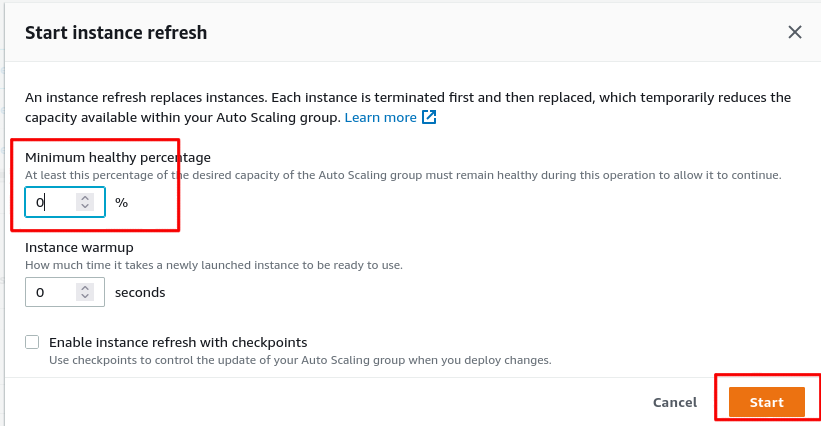 Start instance refresh
An instance refresh replaces instances. Each instance is terminated first and then replaced, which temporarily reduces the
capacity available within your Auto Scaling group. Learn more
Minimum healthy percentage
At least this percentage of the desired capacity of the Auto Scaling group must remain healthy during this operation to allow it to continue.
0 %
Instance warmup
How much time it takes a newly launched instance to be ready to use.
0 seconds
Enable instance refresh with checkpoints
Use checkpoints to control the update of your Auto Scaling group when you deploy changes.
Cancel Start